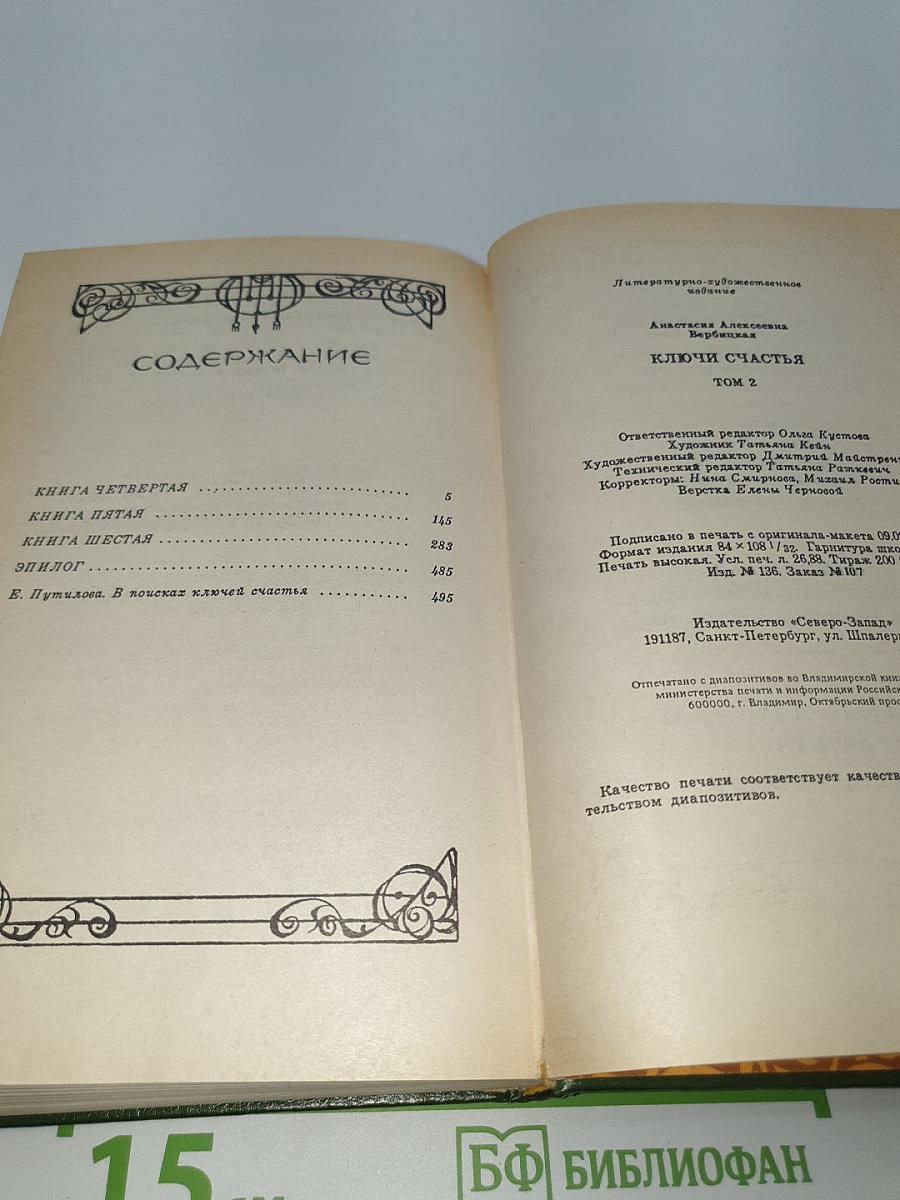 СОДЕРЖАНИЕ
КНИГА ЧЕТВЕРТАЯ .............................. 5
КНИГА ПЯТАЯ .............................. 145
КНИГА ШЕСТАЯ .............................. 283
ЭПИЛОГ .............................. 485
Е. Путилова. В поисках ключей счастья ........... 495
Литературно-художественное
издание
Анастасия Алексеевна
Вербицкая
КЛЮЧИ СЧАСТЬЯ
ТОМ 2
Ответственный редактор Ольга Кустова
Художник Татьяна Кейн
Художественный редактор Дмитрий
Технический редактор Татьяна Раткевич
Корректоры: Нина Смирнова, Михаил
Верстка Елены Черновой
Подписано в печать с оригинала-макета
Формат издания 84 × 108 1/32. Гарнитура
Печать высокая. Усл. печ. л. 26,88. Тираж 200
Изд. № 136. Заказ № 107
Издательство «Северо-Запад»
191187, Санкт-Петербург, ул.
Отпечатано с диапозитивов во Владимирской
министерства печати и информации
600000, г. Владимир, Октябрьский
Качество печати соответствует
тельством диапозитивов.
15
БФ БИБЛИОФАН